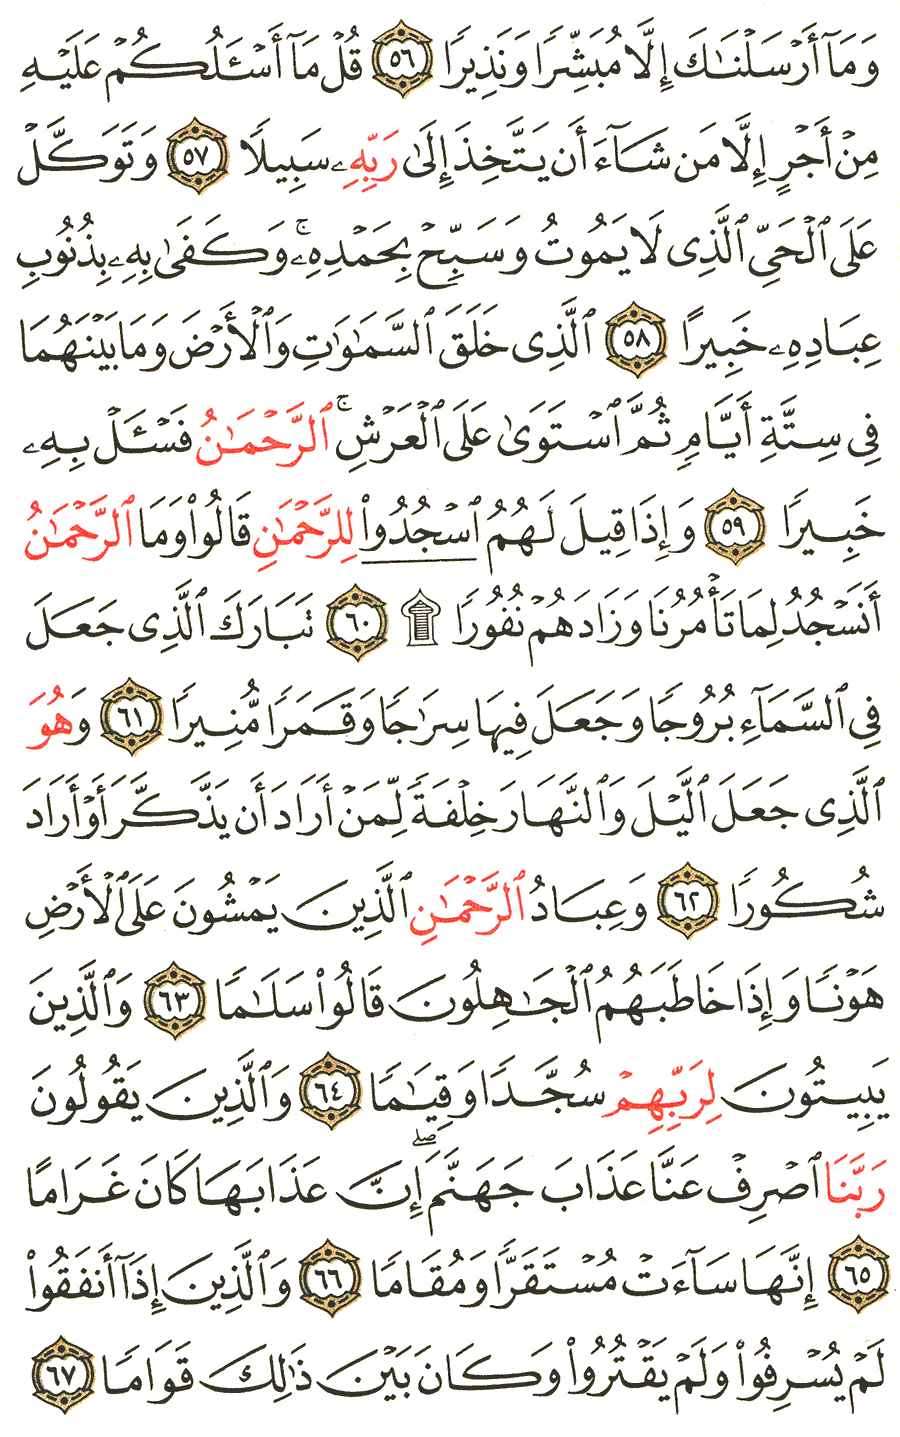 وَمَآ أَرۡسَلۡنَٰكَ إِلَّا مُبَشِّرٗا وَنَذِيرٗا ٥٦ قُلۡ مَآ أَسۡـَٔلُكُمۡ عَلَيۡهِ
مِنۡ أَجۡرٍ إِلَّا مَن شَآءَ أَن يَتَّخِذَ إِلَىٰ رَبِّهِۦ سَبِيلٗا ٥٧ وَتَوَكَّلۡ
عَلَى ٱلۡحَيِّ ٱلَّذِي لَا يَمُوتُ وَسَبِّحۡ بِحَمۡدِهِۦۚ وَكَفَىٰ بِهِۦ بِذُنُوبِ
عِبَادِهِۦ خَبِيرًا ٥٨ ٱلَّذِي خَلَقَ ٱلسَّمَٰوَٰتِ وَٱلۡأَرۡضَ وَمَا بَيۡنَهُمَا
فِي سِتَّةِ أَيَّامٖ ثُمَّ ٱسۡتَوَىٰ عَلَى ٱلۡعَرۡشِۚ ٱلرَّحۡمَٰنُ فَسۡـَٔلۡ بِهِۦ
خَبِيرٗا ٥٩ وَإِذَا قِيلَ لَهُمُ ٱسۡجُدُواْ لِلرَّحۡمَٰنِ قَالُواْ وَمَا ٱلرَّحۡمَٰنُ
أَنَسۡجُدُ لِمَا تَأۡمُرُنَا وَزَادَهُمۡ نُفُورٗا ۩ ٦٠ تَبَارَكَ ٱلَّذِي جَعَلَ
فِي ٱلسَّمَآءِ بُرُوجٗا وَجَعَلَ فِيهَا سِرَٰجٗا وَقَمَرٗا مُّنِيرٗا ٦١ وَهُوَ
ٱلَّذِي جَعَلَ ٱلَّيۡلَ وَٱلنَّهَارَ خِلۡفَةٗ لِّمَنۡ أَرَادَ أَن يَذَّكَّرَ أَوۡ أَرَادَ
شُكُورٗا ٦٢ وَعِبَادُ ٱلرَّحۡمَٰنِ ٱلَّذِينَ يَمۡشُونَ عَلَى ٱلۡأَرۡضِ
هَوۡنٗا وَإِذَا خَاطَبَهُمُ ٱلۡجَٰهِلُونَ قَالُواْ سَلَٰمٗا ٦٣ وَٱلَّذِينَ
يَبِيتُونَ لِرَبِّهِمۡ سُجَّدٗا وَقِيَٰمٗا ٦٤ وَٱلَّذِينَ يَقُولُونَ
رَبَّنَا ٱصۡرِفۡ عَنَّا عَذَابَ جَهَنَّمَۖ إِنَّ عَذَابَهَا كَانَ غَرَامًا
٦٥ إِنَّهَا سَآءَتۡ مُسۡتَقَرّٗا وَمُقَامٗا ٦٦ وَٱلَّذِينَ إِذَآ أَنفَقُواْ
لَمۡ يُسۡرِفُواْ وَلَمۡ يَقۡتُرُواْ وَكَانَ بَيۡنَ ذَٰلِكَ قَوَامٗا ٦٧